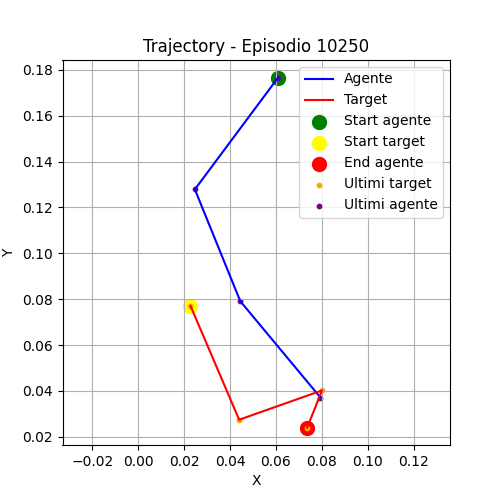 Trajectory - Episodio 10250
Agente
Target
Start agente
Start target
End agente
Ultimi target
Ultimi agente
0.18
0.16
0.14
0.12
0.10
0.08
0.06
0.04
0.02
Y
−0.02
0.00
0.02
0.04
0.06
0.08
0.10
0.12
X